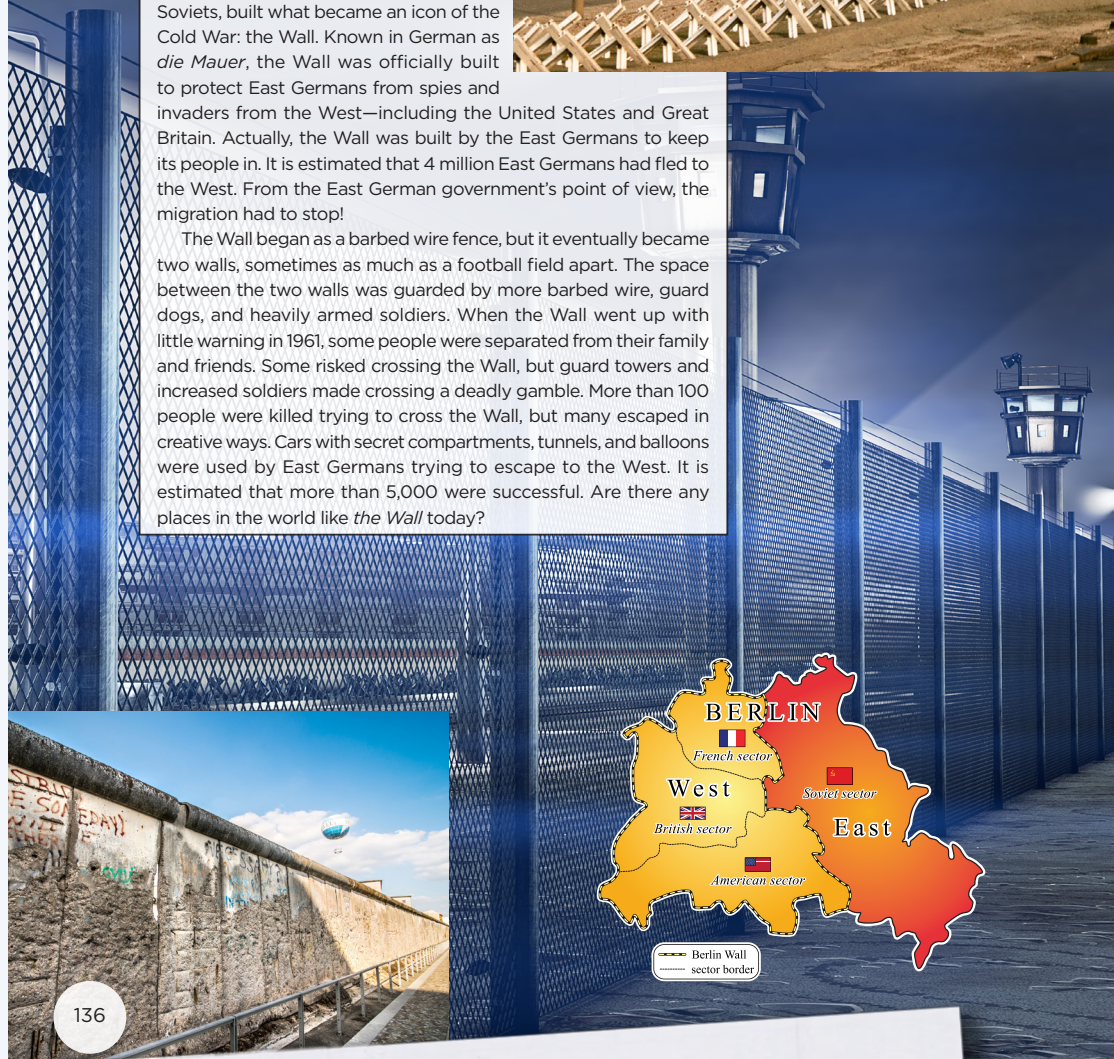 Soviets, built what became an icon of the
Cold War: the Wall. Known in German as
die Mauer, the Wall was officially built
to protect East Germans from spies and
invaders from the West—including the United States and Great
Britain. Actually, the Wall was built by the East Germans to keep
its people in. It is estimated that 4 million East Germans had fled to
the West. From the East German government's point of view, the
migration had to stop!
The Wall began as a barbed wire fence, but it eventually became
two walls, sometimes as much as a football field apart. The space
between the two walls was guarded by more barbed wire, guard
dogs, and heavily armed soldiers. When the Wall went up with
little warning in 1961, some people were separated from their family
and friends. Some risked crossing the Wall, but guard towers and
increased soldiers made crossing a deadly gamble. More than 100
people were killed trying to cross the Wall, but many escaped in
creative ways. Cars with secret compartments, tunnels, and balloons
were used by East Germans trying to escape to the West. It is
estimated that more than 5,000 were successful. Are there any
places in the world like the Wall today?
BERLIN
French sector
West
British sector
Soviet sector
East
American sector
Berlin Wall
sector border
SOMEDAY
136